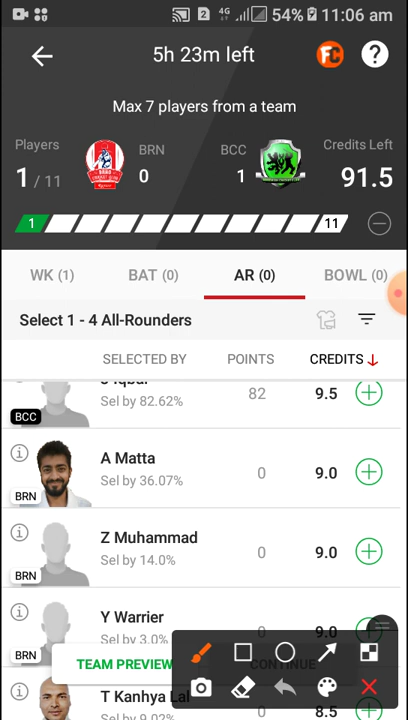 4G 54% 11:06 am
5h 23m left
FC ?
Max 7 players from a team
Players BRN BCC Credits Left
1 / 11 0 1 91.5
1 11
WK (1) BAT (0) AR (0) BOWL (0)
Select 1 - 4 All-Rounders
SELECTED BY POINTS CREDITS
Iqbal
Sel by 82.62% 82 9.5
BCC
A Matta
Sel by 36.07% 0 9.0
BRN
Z Muhammad
Sel by 14.0% 0 9.0
BRN
Y Warrier
Sel by 3.0% 0 9.0
BRN
TEAM PREVIEW CONTINUE
T Kanhya Lal
Sel by 9.02% 0 8.5